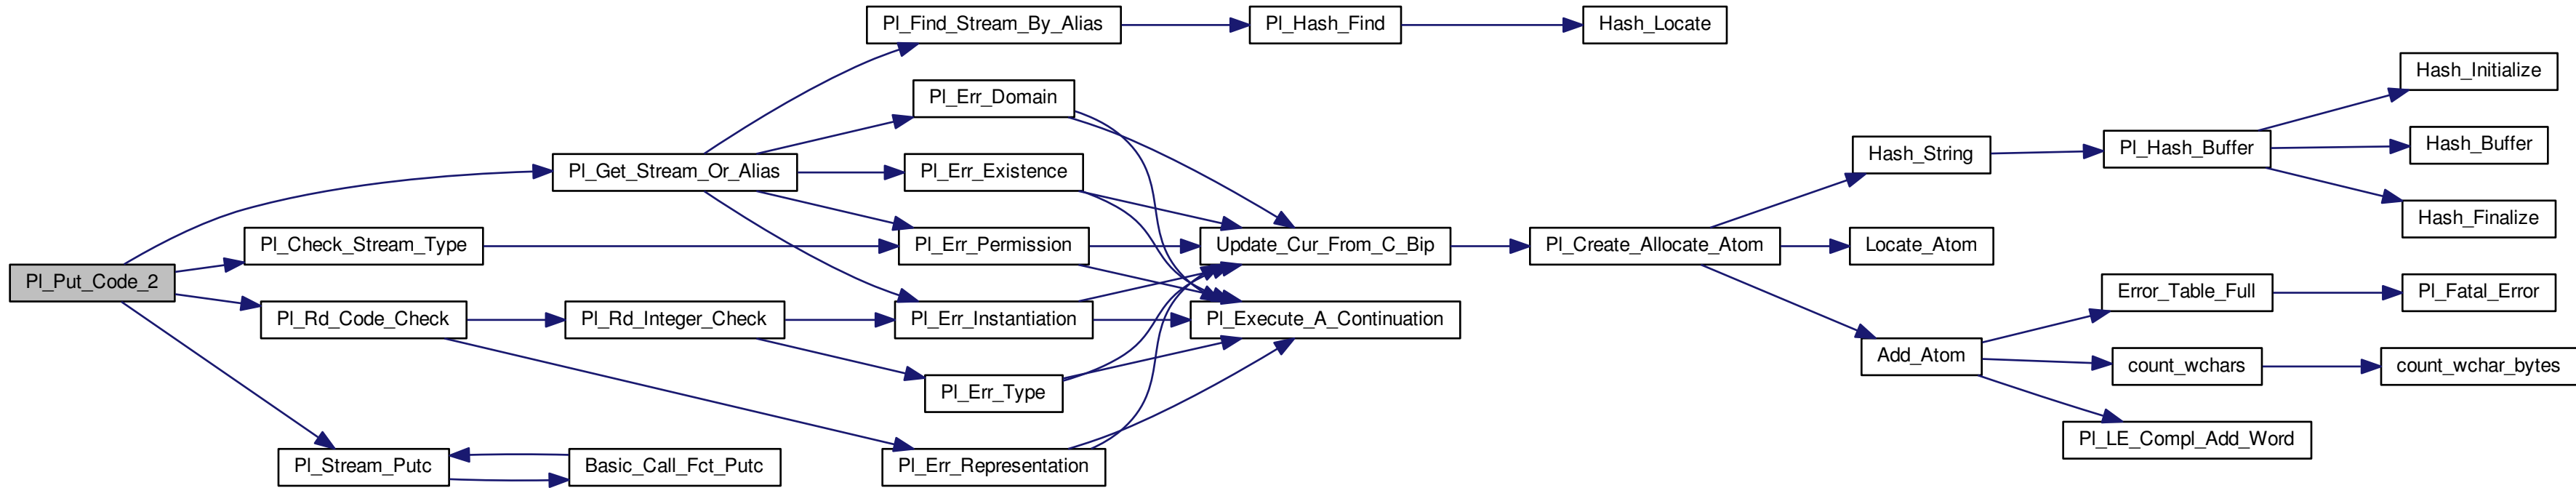 Pl_Put_Code_2
Pl_Get_Stream_Or_Alias
Pl_Check_Stream_Type
Pl_Rd_Code_Check
Pl_Stream_Putc
Pl_Rd_Integer_Check
Basic_Call_Fct_Putc
Pl_Find_Stream_By_Alias
Pl_Err_Domain
Pl_Err_Existence
Pl_Err_Permission
Pl_Err_Instantiation
Pl_Err_Type
Pl_Err_Representation
Pl_Hash_Find
Update_Cur_From_C_Bip
Pl_Execute_A_Continuation
Hash_Locate
Pl_Create_Allocate_Atom
Hash_String
Locate_Atom
Add_Atom
Pl_Hash_Buffer
Error_Table_Full
count_wchars
Pl_LE_Compl_Add_Word
Hash_Initialize
Hash_Buffer
Hash_Finalize
Pl_Fatal_Error
count_wchar_bytes